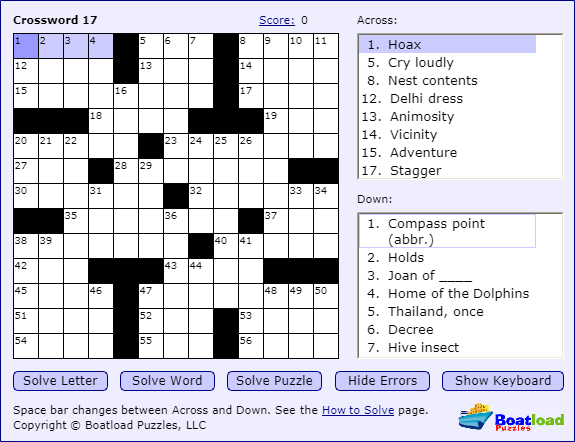 Crossword 17
Score: 0
1 2 3 4 5 6 7 8 9 10 11
12 13 14
15 16 17
18 19
20 21 22 23 24 25 26
27 28 29
30 31 32 33 34
35 36 37
38 39 40 41
42 43 44
45 46 47 48 49 50
51 52 53
54 55 56
Across:
1. Hoax
5. Cry loudly
8. Nest contents
12. Delhi dress
13. Animosity
14. Vicinity
15. Adventure
17. Stagger
Down:
1. Compass point
(abbr.)
2. Holds
3. Joan of ____
4. Home of the Dolphins
5. Thailand, once
6. Decree
7. Hive insect
Solve Letter
Solve Word
Solve Puzzle
Hide Errors
Show Keyboard
Space bar changes between Across and Down. See the How to Solve page.
Copyright © Boatload Puzzles, LLC
Boatload
Puzzles